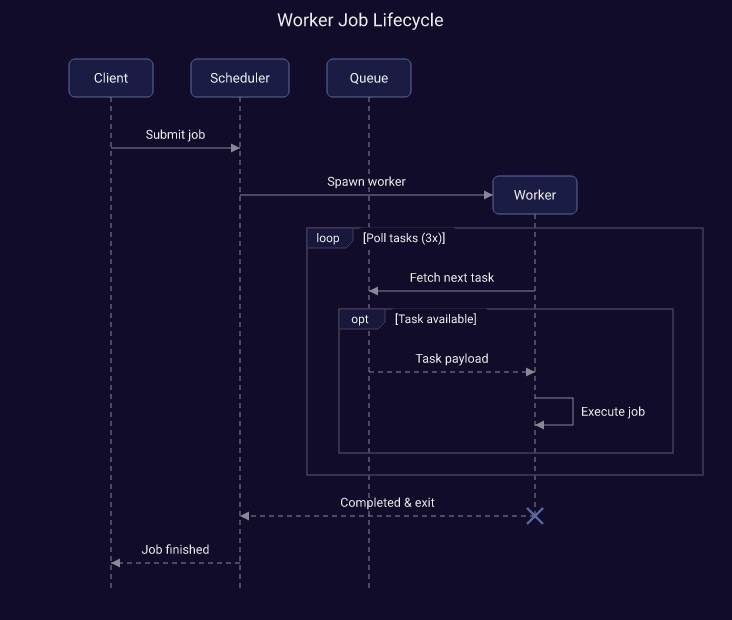 Worker Job Lifecycle
Client
Scheduler
Queue
Submit job
Spawn worker
Worker
loop
[Poll tasks (3x)]
Fetch next task
opt
[Task available]
Task payload
Execute job
Completed & exit
Job finished